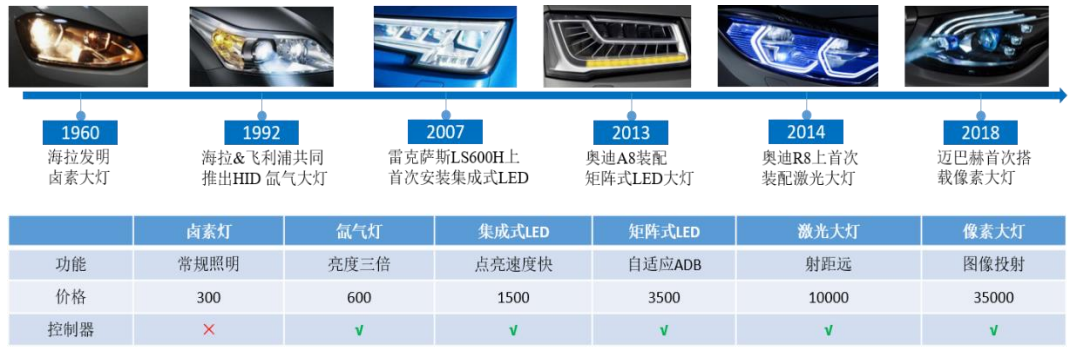 1960
海拉发明
卤素大灯
1992
海拉&飞利浦共同
推出HID 氙气大灯
2007
雷克萨斯LS600H上
首次安装集成式LED
2013
奥迪A8装配
矩阵式LED大灯
2014
奥迪R8上首次
装配激光大灯
2018
迈巴赫首次搭
载像素大灯
卤素灯 氙气灯 集成式LED 矩阵式LED 激光大灯 像素大灯
功能 常规照明 亮度三倍 点亮速度快 自适应ADB 射距远 图像投射
价格 300 600 1500 3500 10000 35000
控制器 × √ √ √ √ √